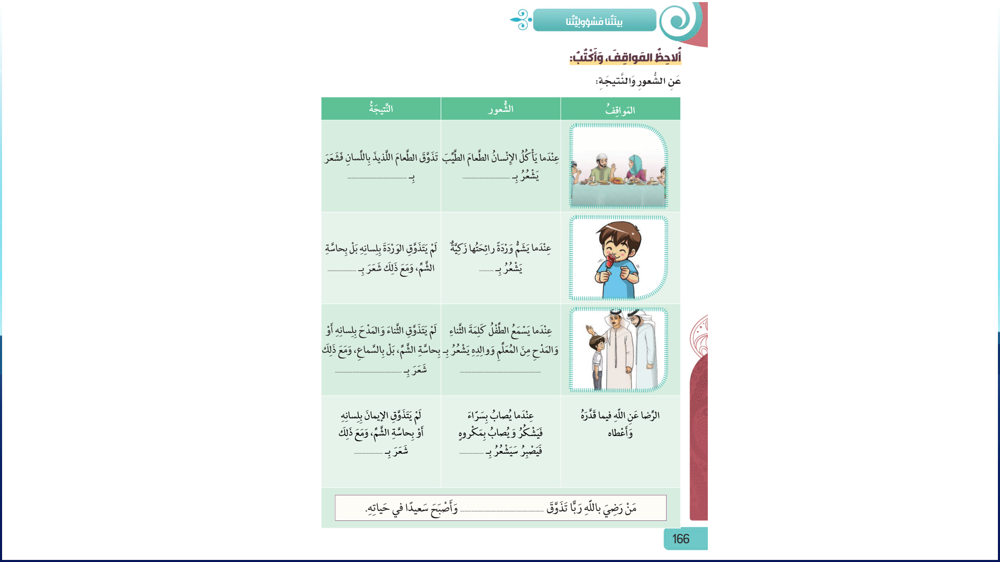 بيئَتُنا مَسْؤوليَّتُنا
أُلاحِظُ المَواقِفَ، وَأَكْتُبُ:
عَنِ الشُّعورِ وَالنَّتيجَةِ:
المَواقِفُ
الشُّعور
النَّتيجَةُ
عِنْدَما يَأْكُلُ الإِنْسانُ الطَّعامَ الطَّيِّبَ
يَشْعُرُ بِـ ................................
تَذَوَّقَ الطَّعامَ اللَّذيذَ بِاللِّسانِ فَشَعَرَ
بِـ ........................................
عِنْدَما يَشَمُّ وَرْدَةً رائِحَتُها زَكِيَّةٌ
يَشْعُرُ بِـ ..........
لَمْ يَتَذَوَّقِ الوَرْدَةَ بِلِسانِهِ بَلْ بِحاسَّةِ
الشَّمِّ، وَمَعَ ذَلِكَ شَعَرَ بِـ ....................
عِنْدَما يَسْمَعُ الطِّفْلُ كَلِمَةَ الثَّناءِ
وَالمَدْحِ مِنَ المُعَلِّمِ وَوالِدِهِ يَشْعُرُ بِـ
......................................................
لَمْ يَتَذَوَّقِ الثَّناءَ وَالمَدْحَ بِلِسانِهِ أَوْ
بِحاسَّةِ الشَّمِّ، بَلْ بِالسَّماعِ، وَمَعَ ذَلِكَ
شَعَرَ بِـ .............................................
الرِّضا عَنِ اللّهِ فيما قَدَّرَهُ
وَأَعْطاه
عِنْدَما يُصابُ بِسَرّاءَ
فَيَشْكُرُ وَيُصابُ بِمَكْروهٍ
فَيَصْبِرُ سَيَشْعُرُ بِـ ................
لَمْ يَتَذَوَّقِ الإيمانَ بِلِسانِهِ
أَوْ بِحاسَّةِ الشَّمِّ، وَمَعَ ذَلِكَ
شَعَرَ بِـ ...................
مَنْ رَضِيَ باللّهِ رَبًّا تَذَوَّقَ ........................................................ وَأَصْبَحَ سَعيدًا في حَياتِهِ.
166